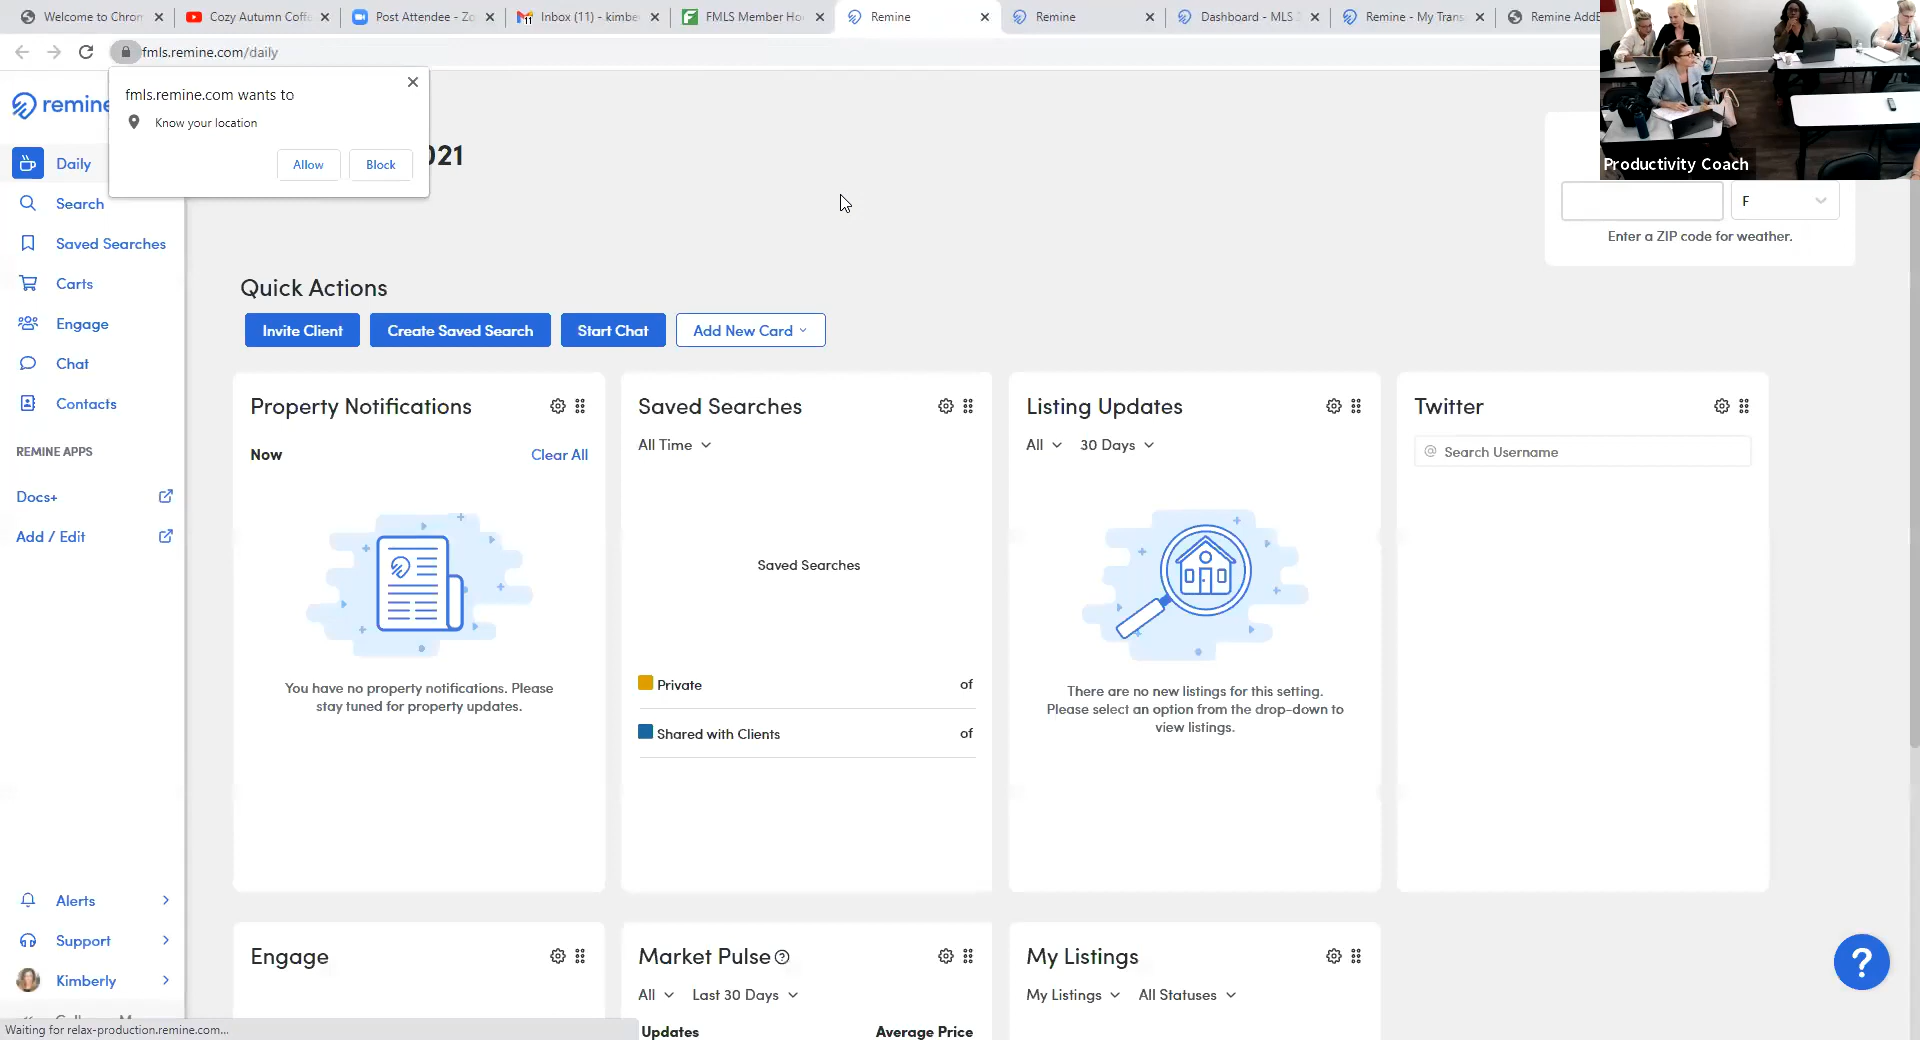 Welcome to Chrom
Cozy Autumn Coffe
Post Attendee - Zo
Inbox (11) - kimbe
FMLS Member Ho
Remine
Remine
Dashboard - MLS
Remine - My Trans
Remine AddE
fmls.remine.com/daily
fmls.remine.com wants to
Know your location
Allow
Block
remine
021
Productivity Coach
F
Enter a ZIP code for weather.
Daily
Search
Saved Searches
Carts
Engage
Chat
Contacts
REMINE APPS
Docs+
Add / Edit
Alerts
Support
Kimberly
Waiting for relax-production.remine.com...
Quick Actions
Invite Client
Create Saved Search
Start Chat
Add New Card
Property Notifications
Now
Clear All
You have no property notifications. Please
stay tuned for property updates.
Saved Searches
All Time
Saved Searches
Private of
Shared with Clients of
Listing Updates
All 30 Days
There are no new listings for this setting.
Please select an option from the drop-down to
view listings.
Twitter
@ Search Username
Engage
Market Pulse ?
All Last 30 Days
Updates Average Price
My Listings
My Listings All Statuses
?